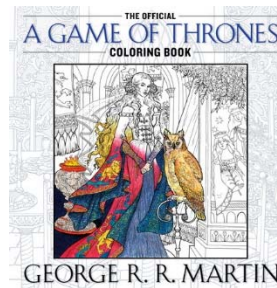 THE OFFICIAL
A GAME OF THRONES
COLORING BOOK
GEORGE R. R. MARTIN